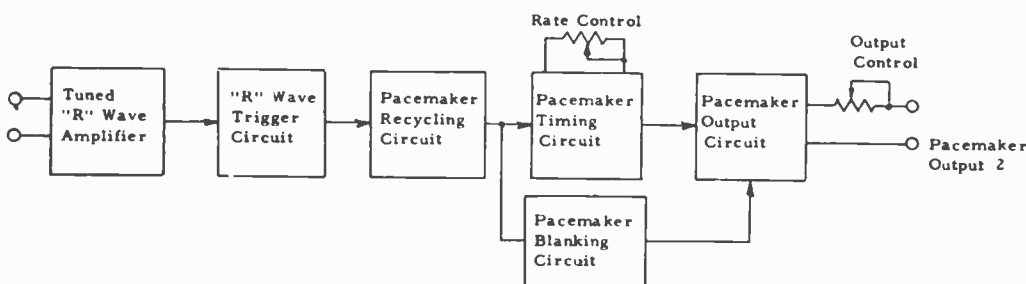 Rate Control
Output
Control
Tuned
"R" Wave
Amplifier
"R" Wave
Trigger
Circuit
Pacemaker
Recycling
Circuit
Pacemaker
Timing
Circuit
Pacemaker
Output
Circuit
Pacemaker
Output 2
Pacemaker
Blanking
Circuit